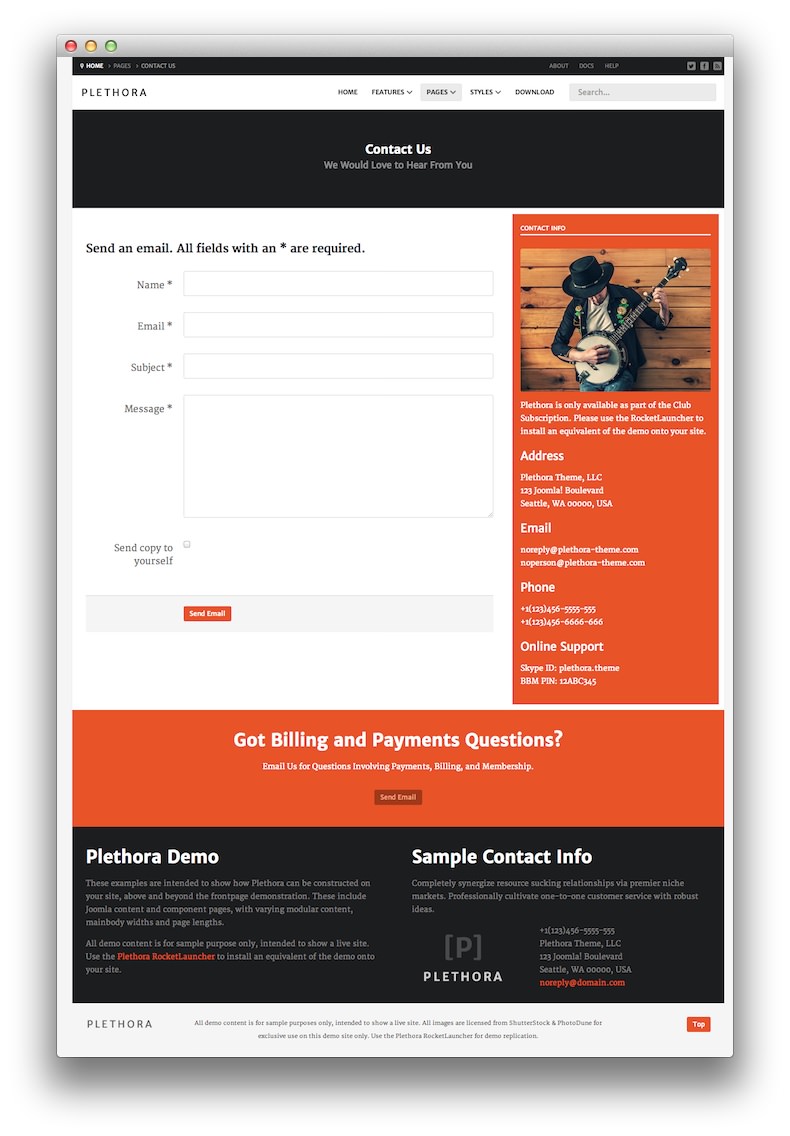 HOME > PAGES > CONTACT US ABOUT DOCS HELP
PLETHORA HOME FEATURES PAGES STYLES DOWNLOAD Search...
Contact Us
We Would Love to Hear From You
Send an email. All fields with an * are required.
Name *
Email *
Subject *
Message *
Send copy to
yourself
Send Email
CONTACT INFO
Plethora is only available as part of the Club
Subscription. Please use the RocketLauncher to
install an equivalent of the demo onto your site.
Address
Plethora Theme, LLC
123 Joomla! Boulevard
Seattle, WA 00000, USA
Email
noreply@plethora-theme.com
noperson@plethora-theme.com
Phone
+1(123)456-5555-555
+1(123)456-6666-666
Online Support
Skype ID: plethora.theme
BBM PIN: 12ABC345
Got Billing and Payments Questions?
Email Us for Questions Involving Payments, Billing, and Membership.
Send Email
Plethora Demo
These examples are intended to show how Plethora can be constructed on
your site, above and beyond the frontpage demonstration. These include
Joomla content and component pages, with varying modular content,
mainbody widths and page lengths.
All demo content is for sample purpose only, intended to show a live site.
Use the Plethora RocketLauncher to install an equivalent of the demo onto
your site.
Sample Contact Info
Completely synergize resource sucking relationships via premier niche
markets. Professionally cultivate one-to-one customer service with robust
ideas.
[P]
PLETHORA
+1(123)456-5555-555
Plethora Theme, LLC
123 Joomla! Boulevard
Seattle, WA 00000, USA
noreply@domain.com
PLETHORA
All demo content is for sample purposes only, intended to show a live site. All images are licensed from ShutterStock & PhotoDune for
exclusive use on this demo site only. Use the Plethora RocketLauncher for demo replication.
Top